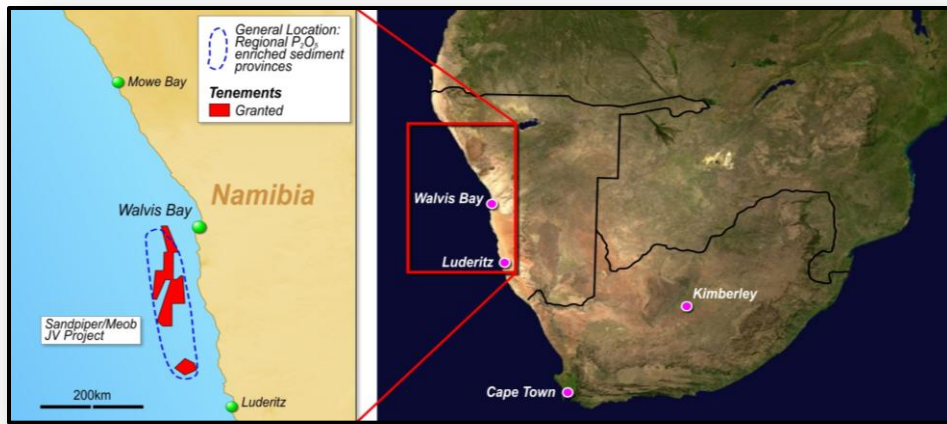 General Location:
Regional P₂O₅
enriched sediment
provinces
Tenements
Granted
Mowe Bay
Namibia
Walvis Bay
Sandpiper/Meob
JV Project
200km
Luderitz
Walvis Bay
Luderitz
Kimberley
Cape Town